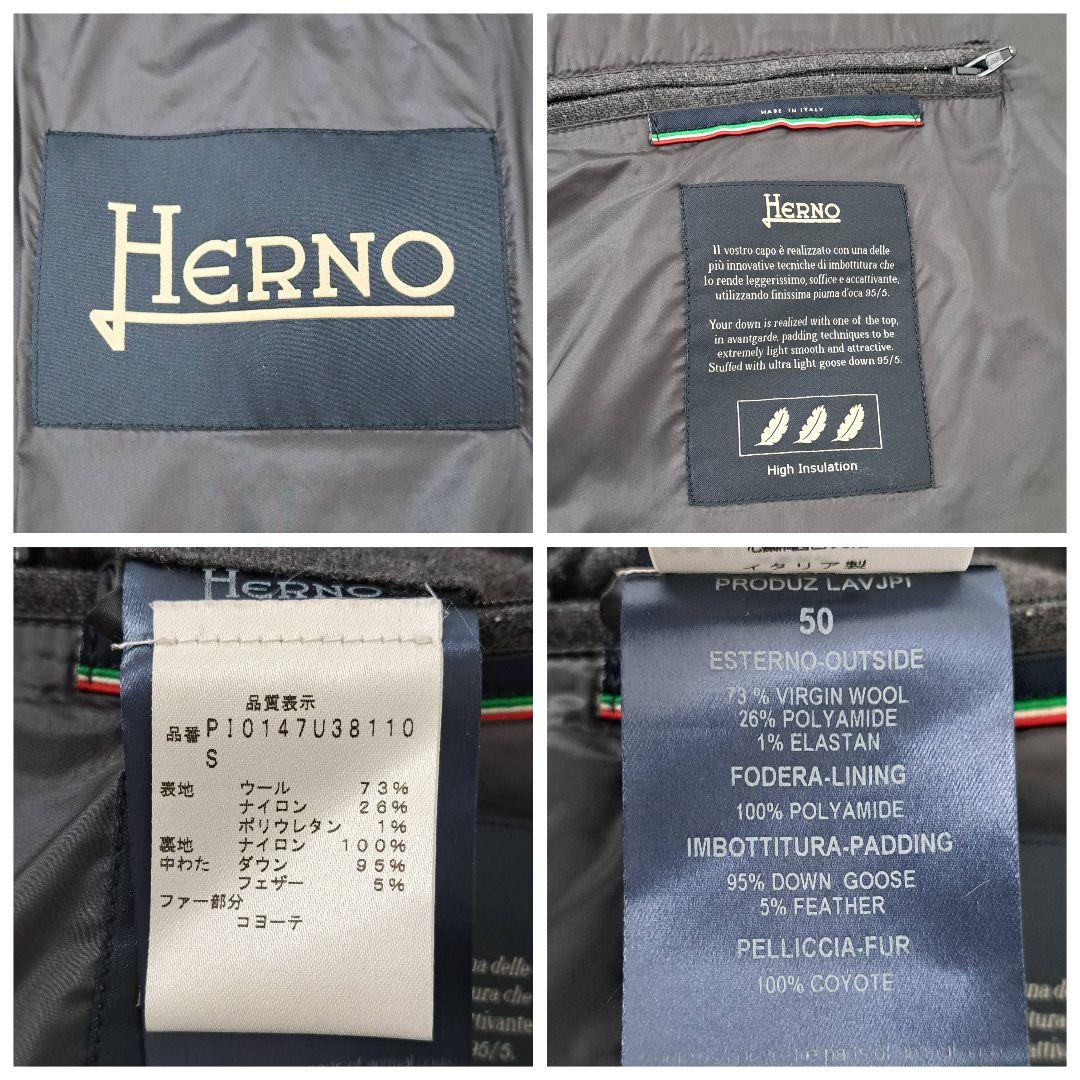 HERNO
MADE IN ITALY
HERNO
Il vostro capo è realizzato con una delle
più innovative tecniche di imbottitura che
lo rende leggerissimo, soffice e accattivante,
utilizzando finissima piuma d'oca 95/5.
Your down is realized with one of the top,
in avantgarde, padding techniques to be
extremely light smooth and attractive.
Stuffed with ultra light goose down 95/5.
High Insulation
HERNO
品質表示
品番 PI0147U38110
S
表地 ウール 73%
ナイロン 26%
ポリウレタン 1%
裏地 ナイロン 100%
中わた ダウン 95%
フェザー 5%
ファー部分
コヨーテ
na delle
ura che
ttivante
95/5.
イタリア製
PRODUZ LAVJPI
50
ESTERNO-OUTSIDE
73 % VIRGIN WOOL
26% POLYAMIDE
1% ELASTAN
FODERA-LINING
100% POLYAMIDE
IMBOTTITURA-PADDING
95% DOWN GOOSE
5% FEATHER
PELLICCIA-FUR
100% COYOTE